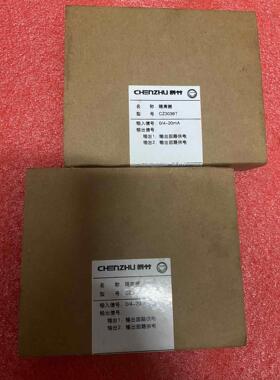 CHENZHU 辰竹
名 称 隔离器
型 号 CZ3036T
输入信号 0/4~20mA
输出信号
输出1: 输出回路供电
输出2: 输出回路供电
CHENZHU 辰竹
名 称 隔离器
型 号
输入信号 0/4~20mA
输出信号
输出1: 输出回路供电
输出2: 输出回路供电